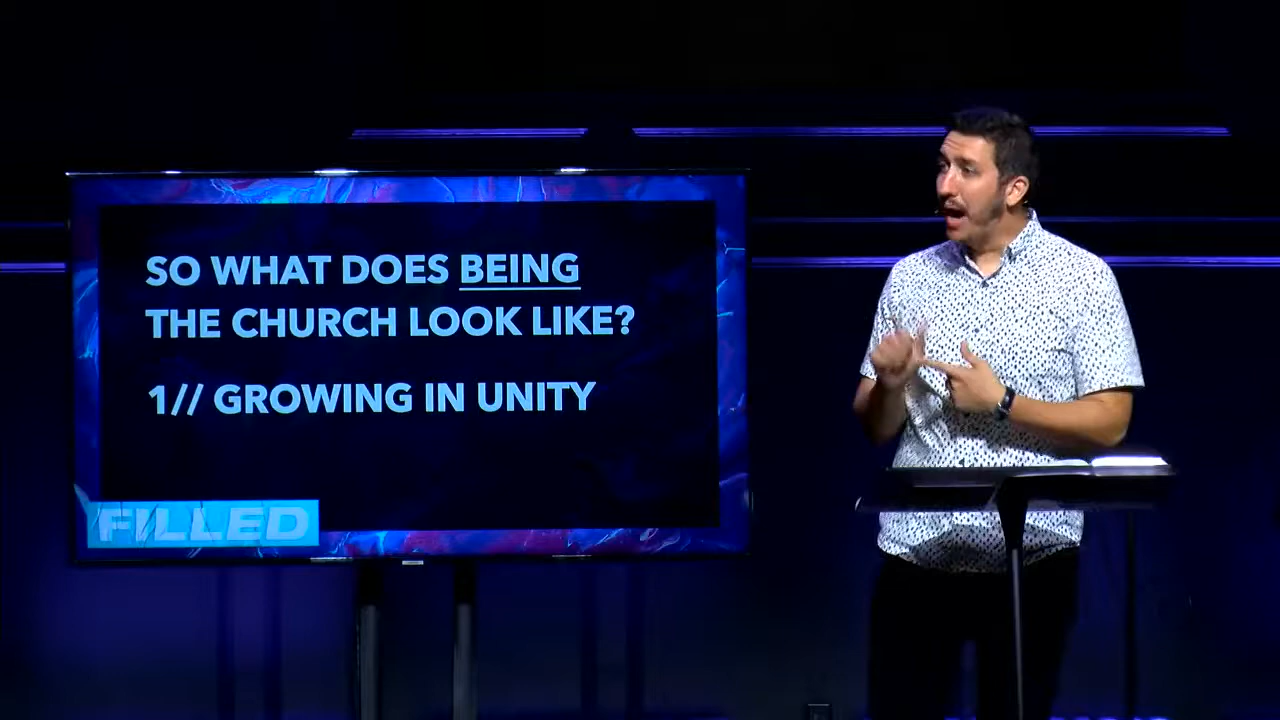 SO WHAT DOES BEING
THE CHURCH LOOK LIKE?
1// GROWING IN UNITY
FILLED